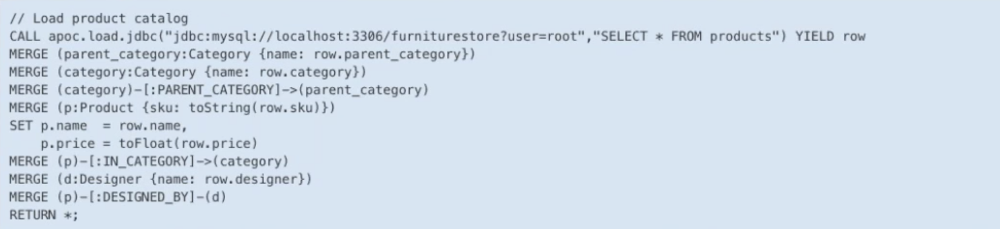 // Load product catalog
CALL apoc.load.jdbc("jdbc:mysql://localhost:3306/furniturestore?user=root","SELECT * FROM products") YIELD row
MERGE (parent_category:Category {name: row.parent_category})
MERGE (category:Category {name: row.category})
MERGE (category)-[:PARENT_CATEGORY]->(parent_category)
MERGE (p:Product {sku: toString(row.sku)})
SET p.name  = row.name,
    p.price = toFloat(row.price)
MERGE (p)-[:IN_CATEGORY]->(category)
MERGE (d:Designer {name: row.designer})
MERGE (p)-[:DESIGNED_BY]-(d)
RETURN *;